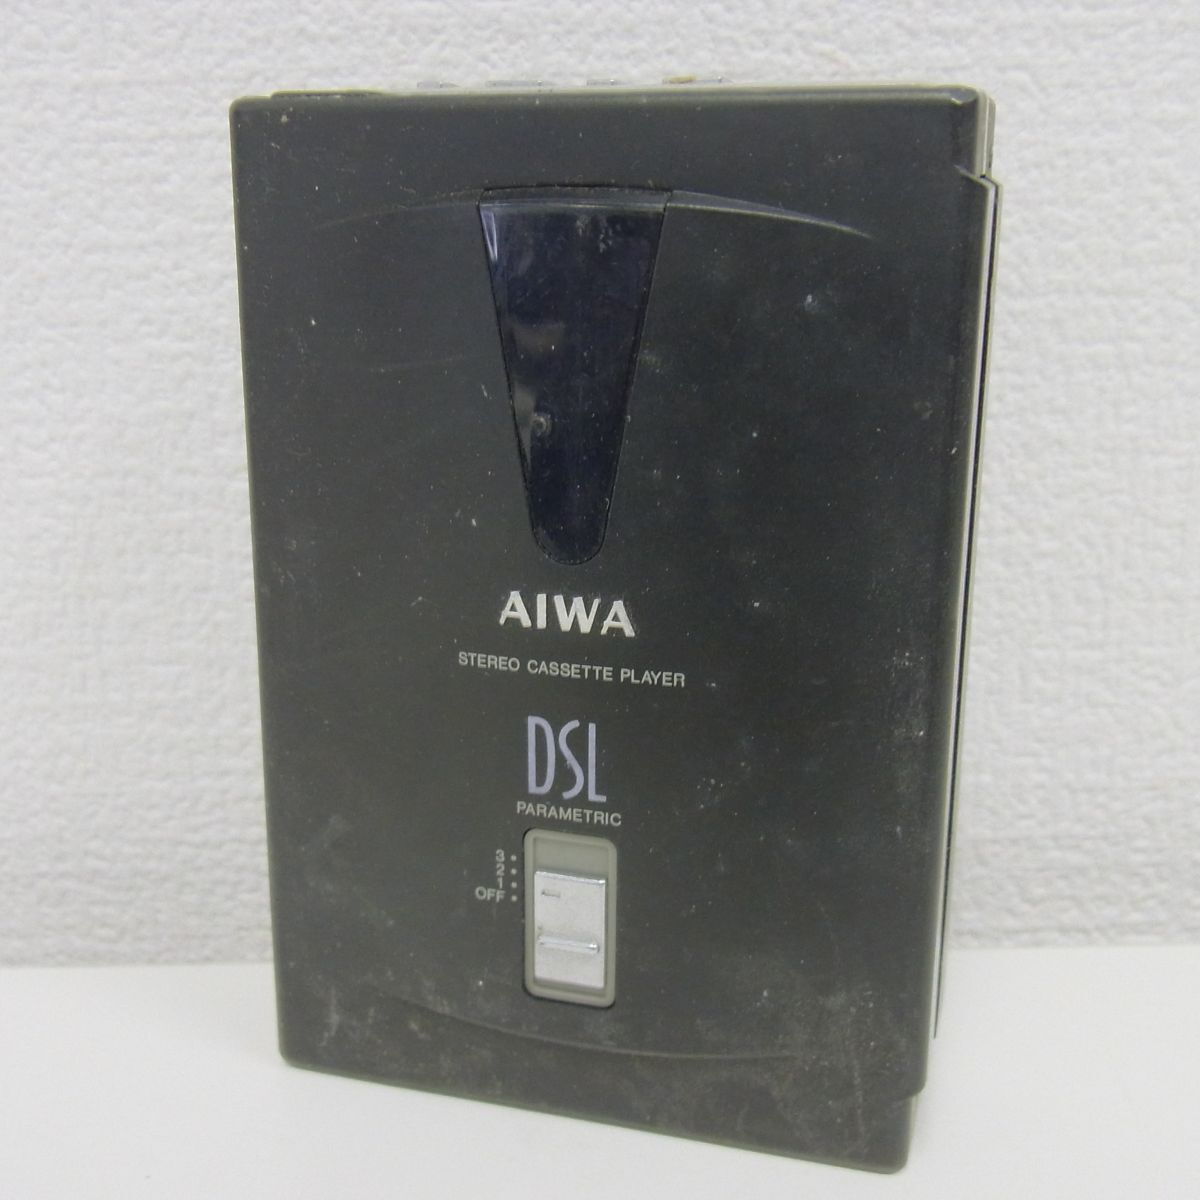 AIWA
STEREO CASSETTE PLAYER
DSL
PARAMETRIC
3
2
1
OFF